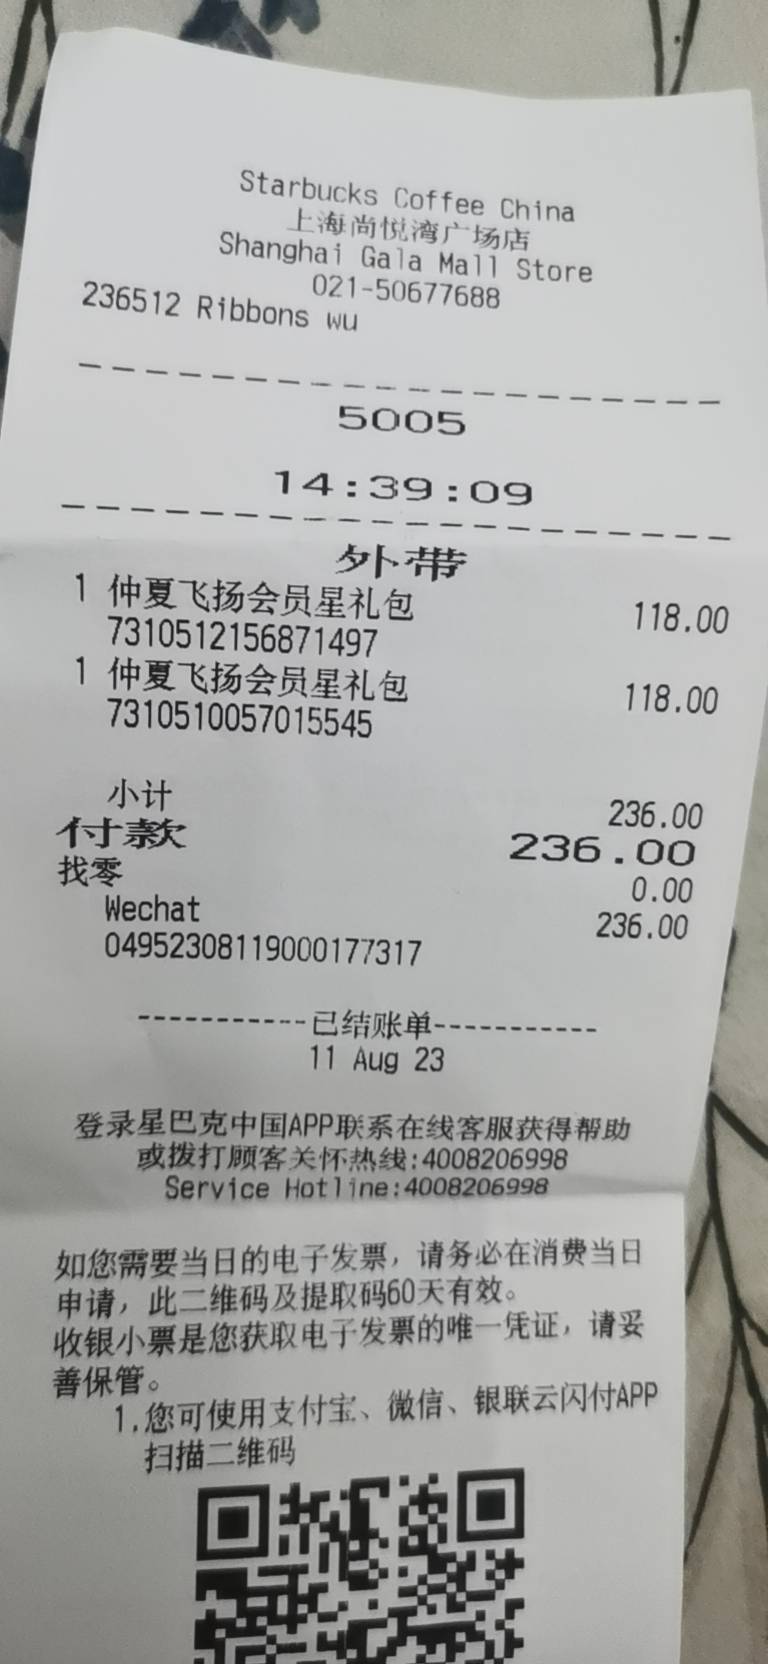 Starbucks Coffee China
上海尚悦湾广场店
Shanghai Gala Mall Store
021-50677688
236512 Ribbons wu
5005
14:39:09
外带
1 仲夏飞扬会员星礼包 118.00
7310512156871497
1 仲夏飞扬会员星礼包 118.00
7310510057015545
小计 236.00
付款 236.00
找零 0.00
Wechat 236.00
04952308119000177317
-----------已结账单-----------
11 Aug 23
登录星巴克中国APP联系在线客服获得帮助
或拨打顾客关怀热线:4008206998
Service Hotline:4008206998
如您需要当日的电子发票，请务必在消费当日
申请，此二维码及提取码60天有效。
收银小票是您获取电子发票的唯一凭证，请妥
善保管。
1.您可使用支付宝、微信、银联云闪付APP
扫描二维码